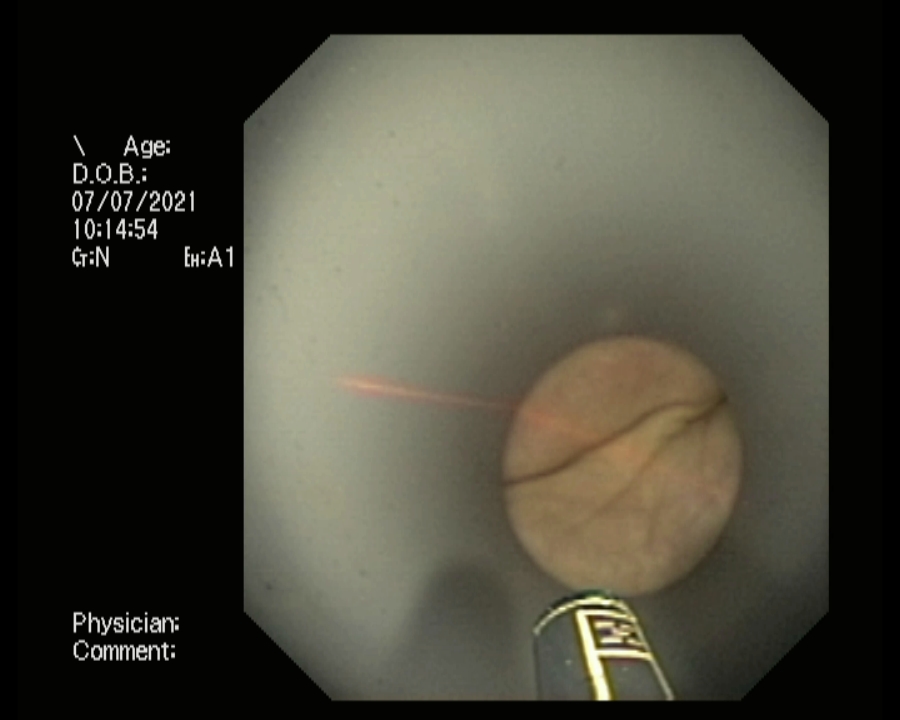 \ Age:
D.O.B.:
07/07/2021
10:14:54
Cr:N EH:A1
Physician:
Comment: